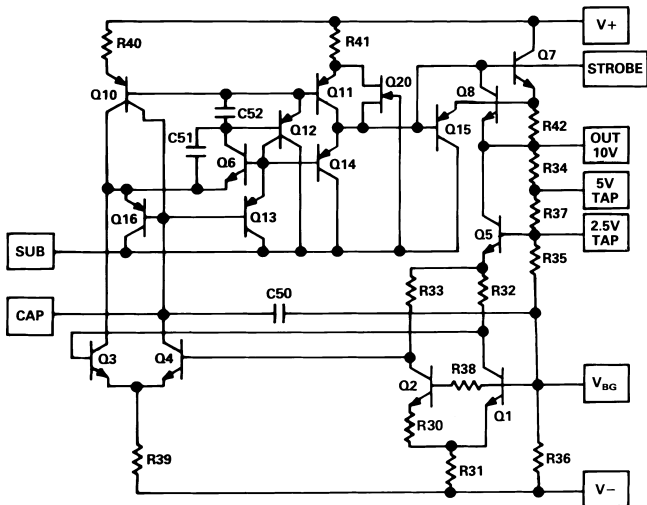 V+
R40
R41
Q7
Q20
STROBE
Q8
Q10
Q11
C52
Q12
Q15
R42
OUT
10V
C51
Q6
Q14
R34
5V
TAP
Q16
Q13
R37
Q5
2.5V
TAP
SUB
R35
R33
R32
C50
CAP
Q3
Q4
Q2
R38
VBG
Q1
R30
R39
R31
R36
V−